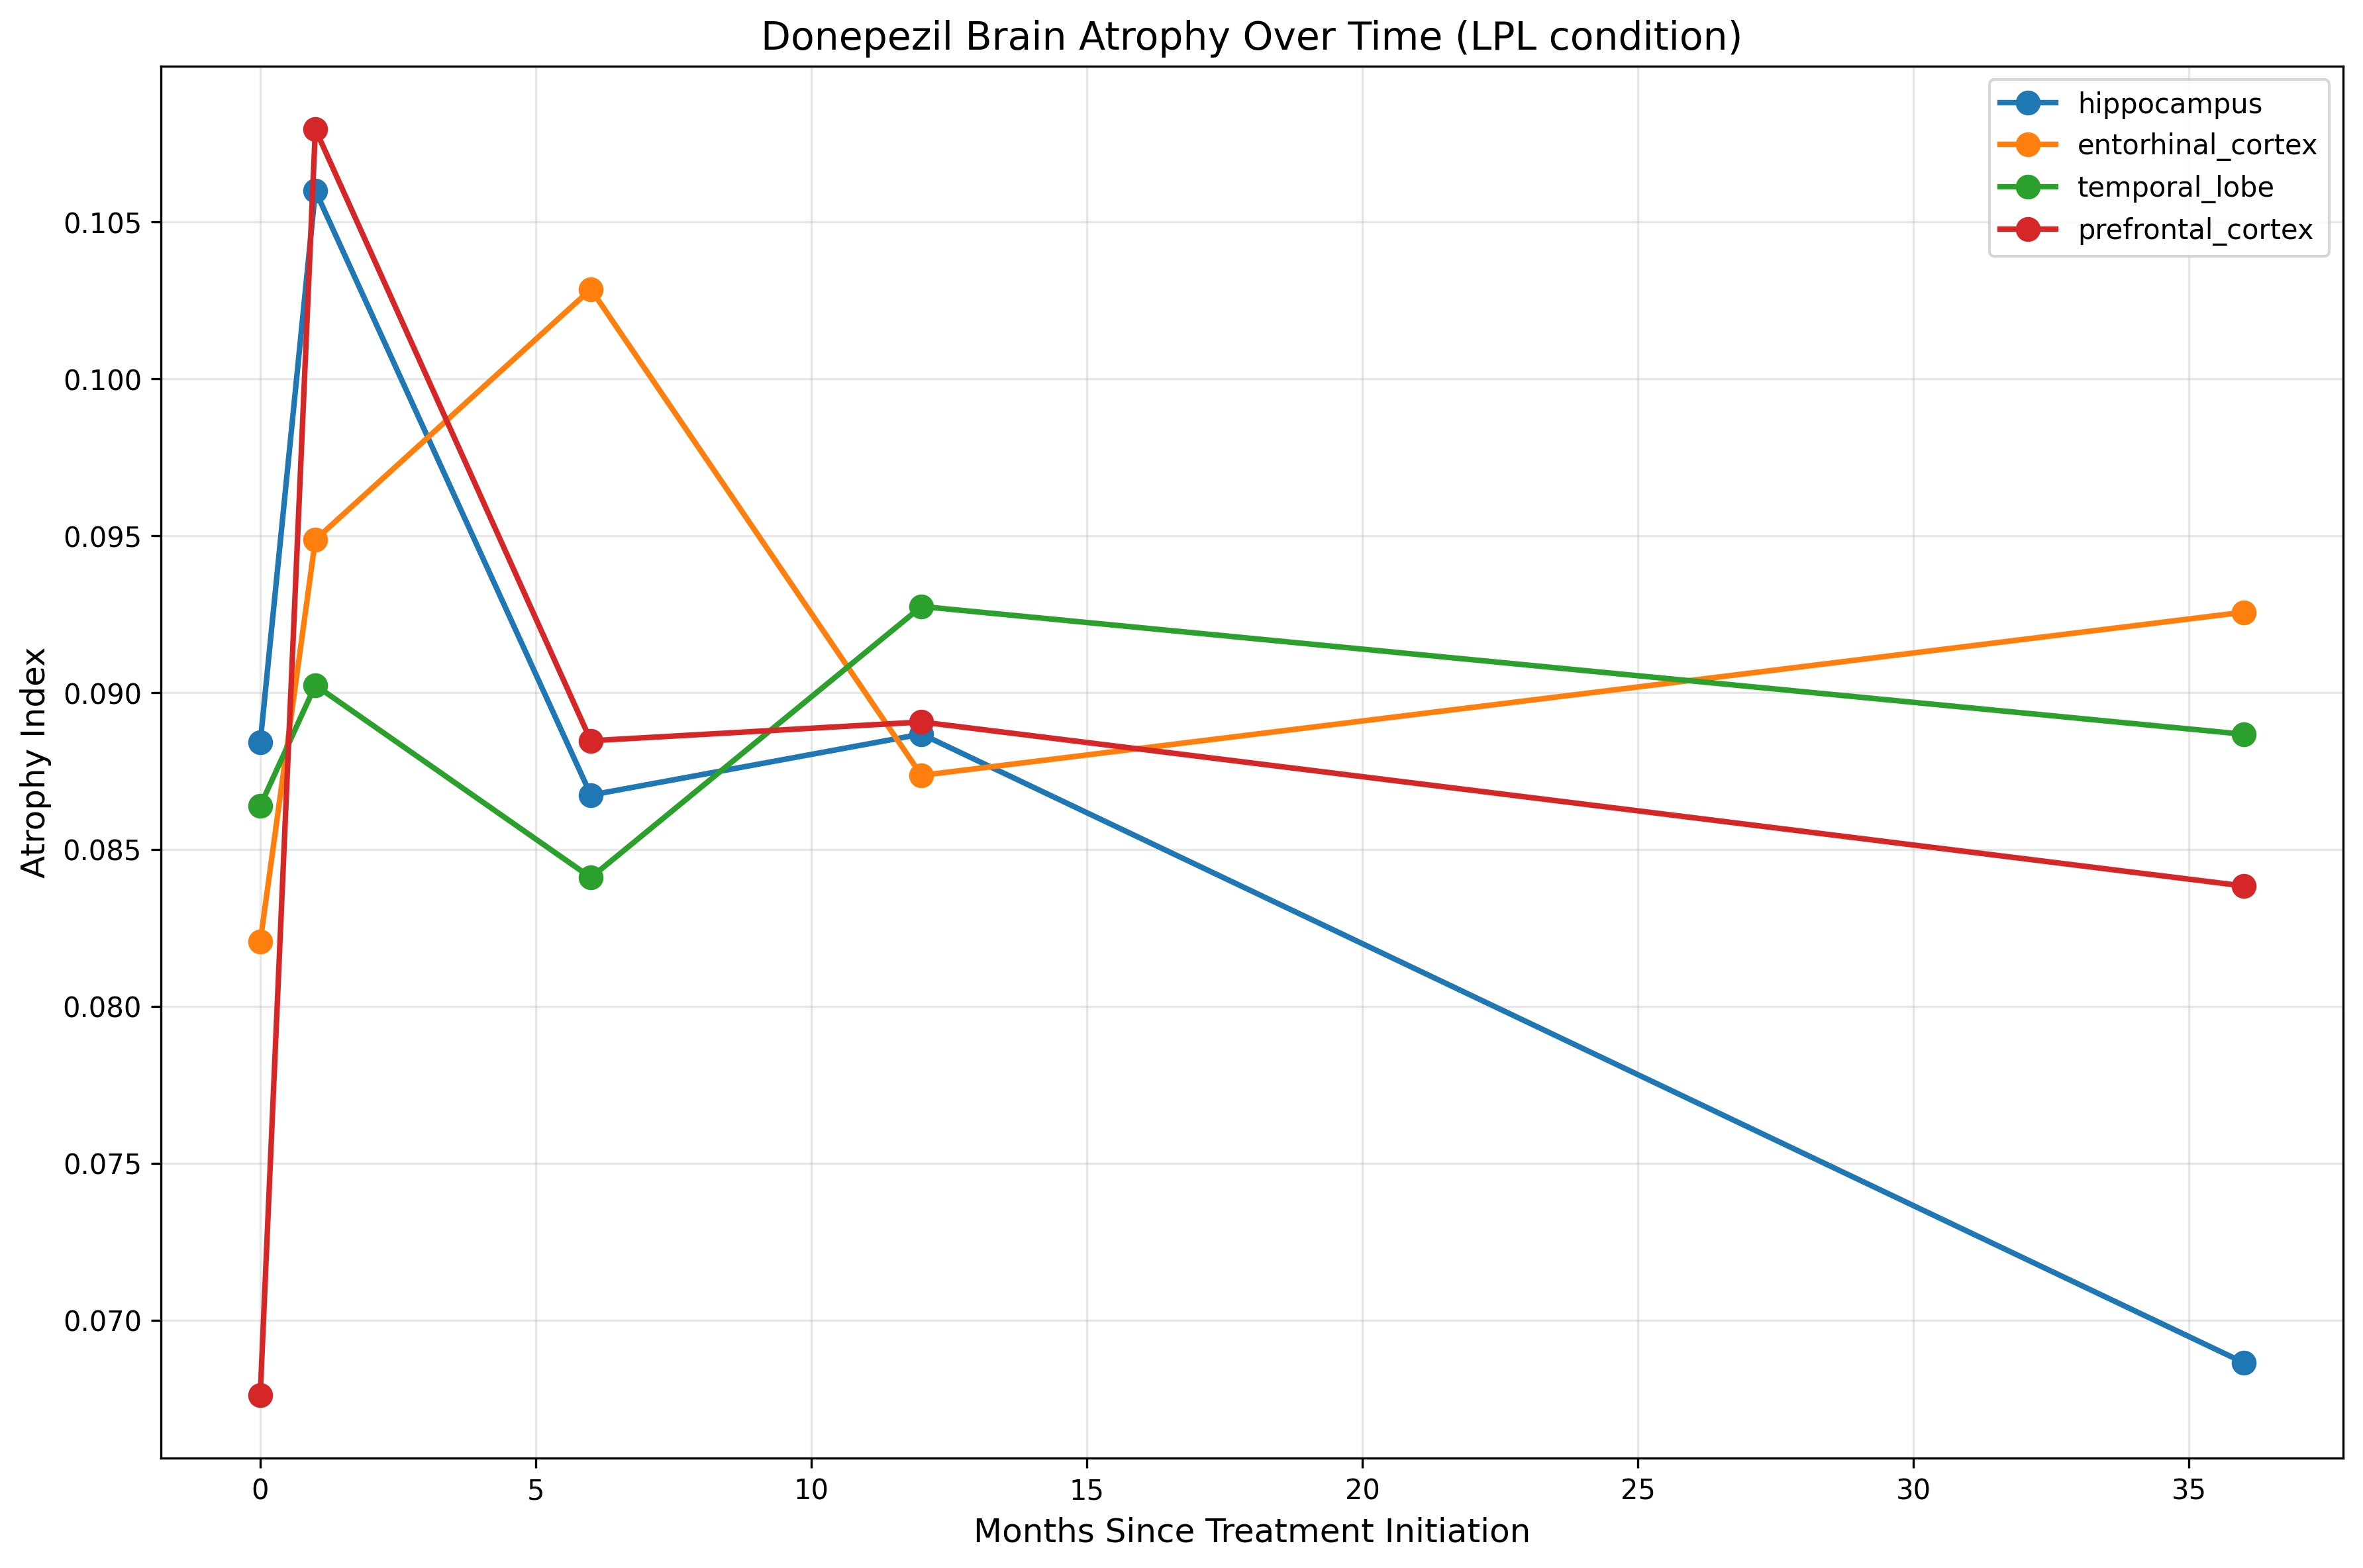 Donepezil Brain Atrophy Over Time (LPL condition)
hippocampus
entorhinal_cortex
temporal_lobe
prefrontal_cortex
Atrophy Index
0.105
0.100
0.095
0.090
0.085
0.080
0.075
0.070
0 5 10 15 20 25 30 35
Months Since Treatment Initiation